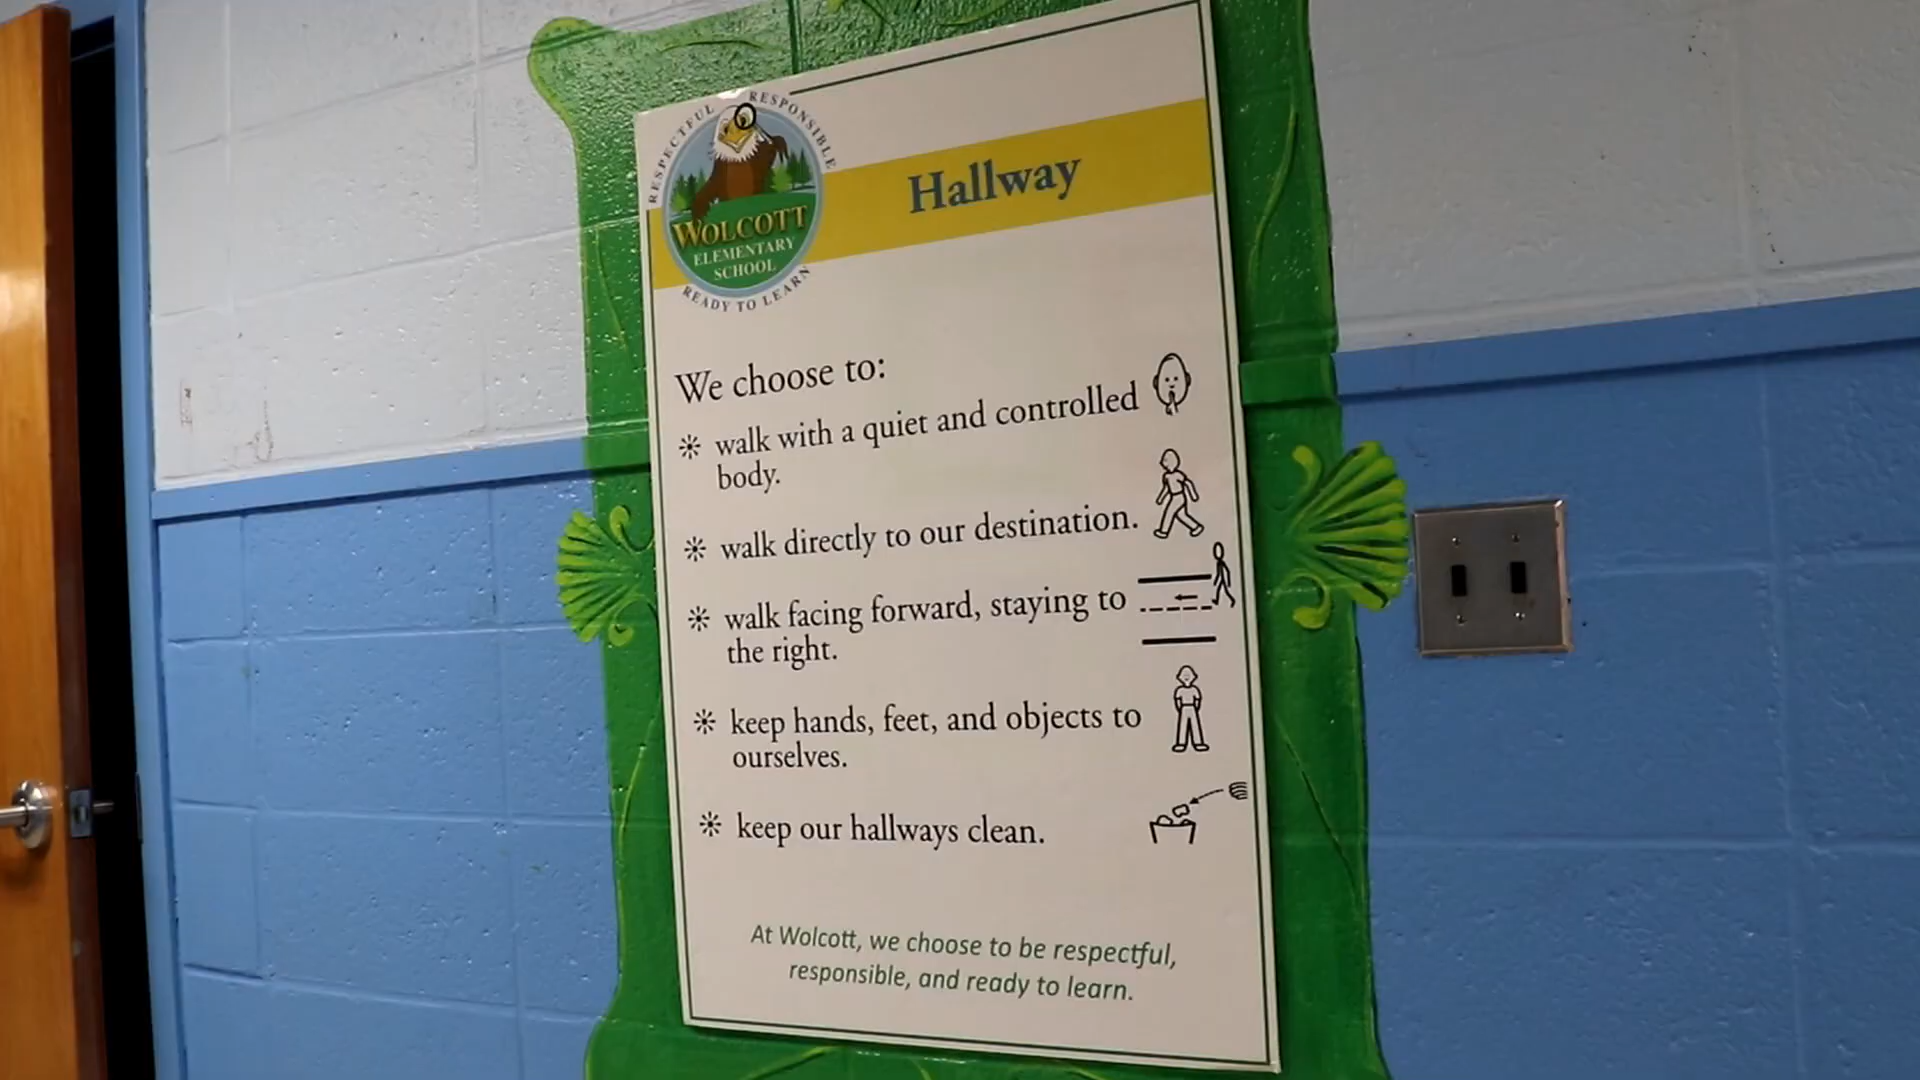 RESPECTFUL RESPONSIBLE
WOLCOTT
ELEMENTARY
SCHOOL
READY TO LEARN
Hallway
We choose to:
walk with a quiet and controlled
body.
walk directly to our destination.
walk facing forward, staying to
the right.
keep hands, feet, and objects to
ourselves.
keep our hallways clean.
At Wolcott, we choose to be respectful,
responsible, and ready to learn.